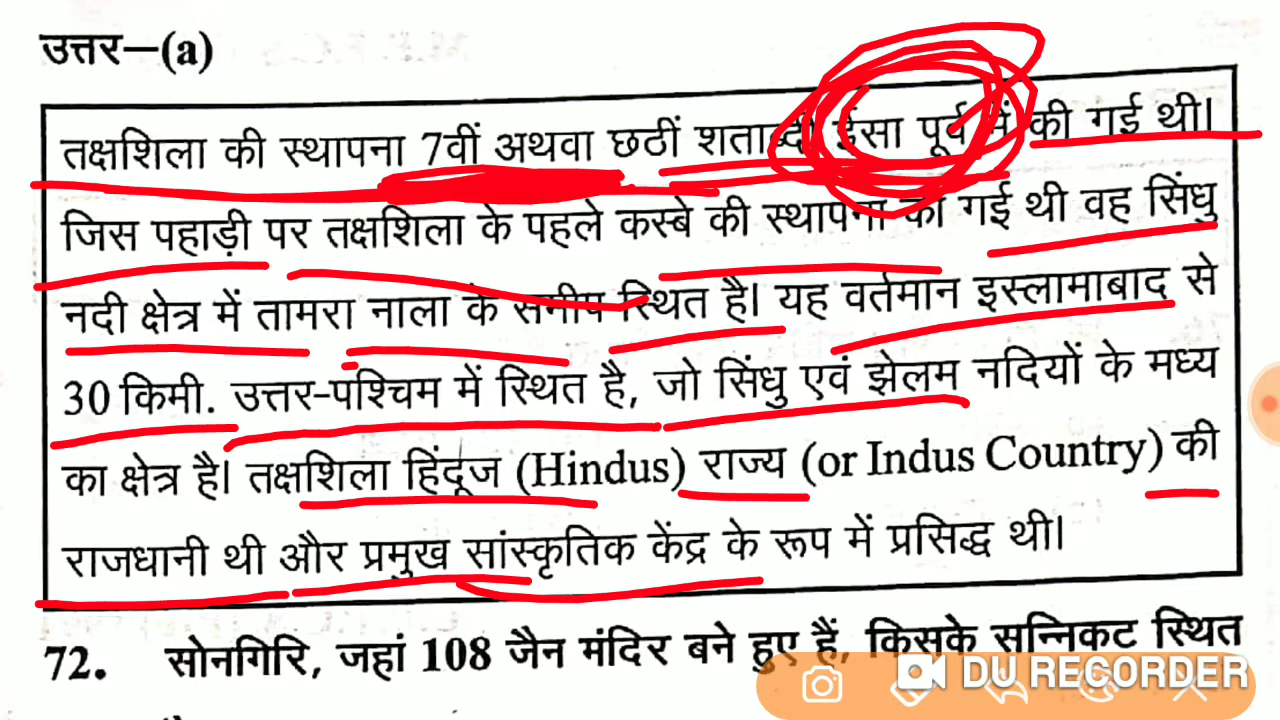 उत्तर—(a)
तक्षशिला की स्थापना 7वीं अथवा छठीं शताब्दी ईसा पूर्व में की गई थी।
जिस पहाड़ी पर तक्षशिला के पहले कस्बे की स्थापना की गई थी वह सिंधु
नदी क्षेत्र में तामरा नाला के समीप स्थित है। यह वर्तमान इस्लामाबाद से
30 किमी. उत्तर-पश्चिम में स्थित है, जो सिंधु एवं झेलम नदियों के मध्य
का क्षेत्र है। तक्षशिला हिंदूज (Hindus) राज्य (or Indus Country) की
राजधानी थी और प्रमुख सांस्कृतिक केंद्र के रूप में प्रसिद्ध थी।
72. सोनगिरि, जहां 108 जैन मंदिर बने हुए हैं, किसके सन्निकट स्थित
DU RECORDER